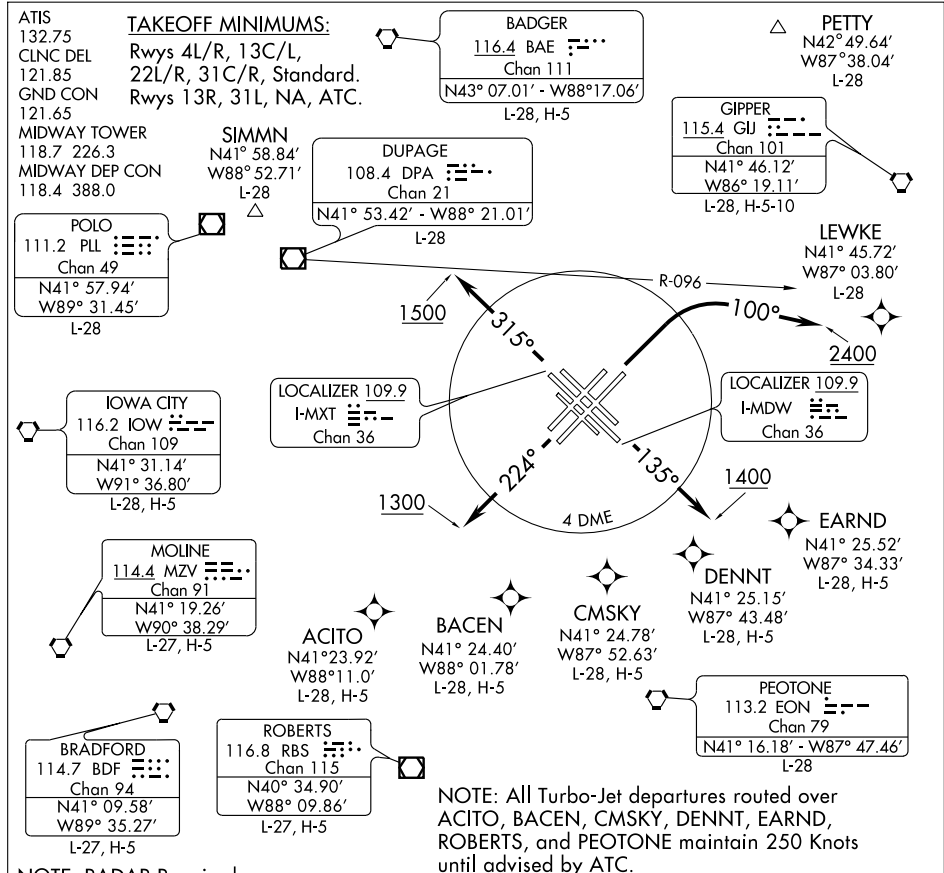 ATIS
132.75
CLNC DEL
121.85
GND CON
121.65
MIDWAY TOWER
118.7 226.3
MIDWAY DEP CON
118.4 388.0
TAKEOFF MINIMUMS:
Rwys 4L/R, 13C/L,
22L/R, 31C/R, Standard.
Rwys 13R, 31L, NA, ATC.
BADGER
116.4 BAE
Chan 111
N43° 07.01′ - W88°17.06′
L-28, H-5
PETTY
N42° 49.64′
W87° 38.04′
L-28
SIMMN
N41° 58.84′
W88° 52.71′
L-28
DUPAGE
108.4 DPA
Chan 21
N41° 53.42′ - W88° 21.01′
L-28
GIPPER
115.4 GIJ
Chan 101
N41° 46.12′
W86° 19.11′
L-28, H-5-10
POLO
111.2 PLL
Chan 49
N41° 57.94′
W89° 31.45′
L-28
LEWKE
N41° 45.72′
W87° 03.80′
L-28
R-096
1500
315°
100°
2400
LOCALIZER 109.9
I-MXT
Chan 36
LOCALIZER 109.9
I-MDW
Chan 36
IOWA CITY
116.2 IOW
Chan 109
N41° 31.14′
W91° 36.80′
L-28, H-5
224°
135°
1300
1400
4 DME
EARND
N41° 25.52′
W87° 34.33′
L-28, H-5
MOLINE
114.4 MZV
Chan 91
N41° 19.26′
W90° 38.29′
L-27, H-5
DENNT
N41° 25.15′
W87° 43.48′
L-28, H-5
CMSKY
N41° 24.78′
W87° 52.63′
L-28, H-5
BACEN
N41° 24.40′
W88° 01.78′
L-28, H-5
ACITO
N41°23.92′
W88°11.0′
L-28, H-5
PEOTONE
113.2 EON
Chan 79
N41° 16.18′ - W87° 47.46′
L-28
BRADFORD
114.7 BDF
Chan 94
N41° 09.58′
W89° 35.27′
L-27, H-5
ROBERTS
116.8 RBS
Chan 115
N40° 34.90′
W88° 09.86′
L-27, H-5
NOTE: All Turbo-Jet departures routed over
ACITO, BACEN, CMSKY, DENNT, EARND,
ROBERTS, and PEOTONE maintain 250 Knots
until advised by ATC.